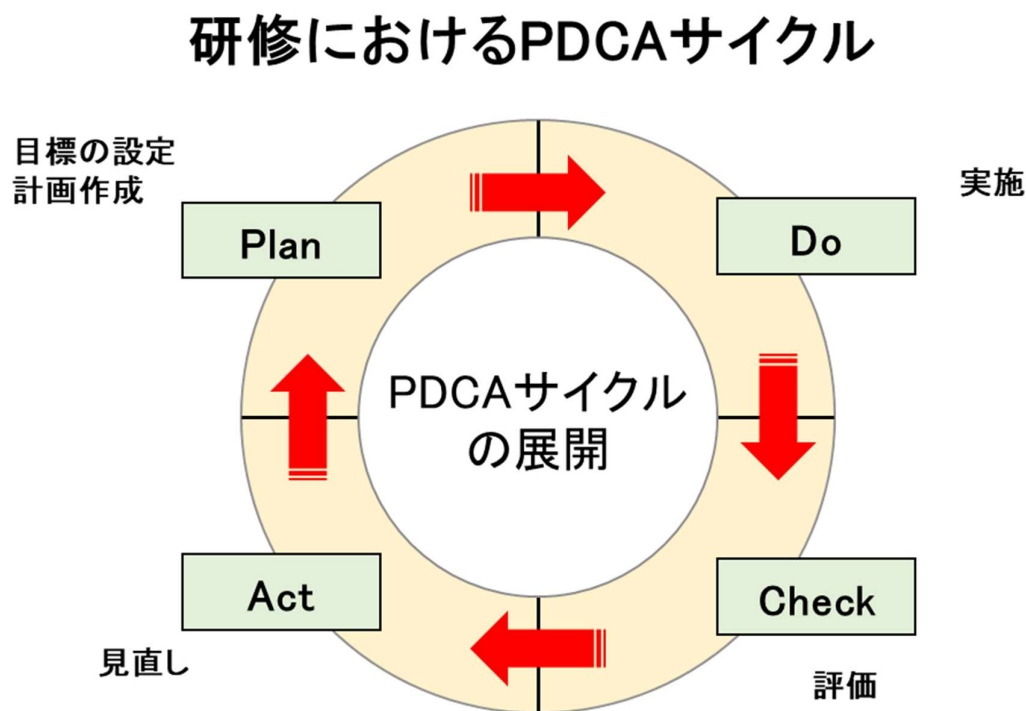 研修におけるPDCAサイクル
目標の設定
計画作成
Plan
実施
Do
PDCAサイクル
の展開
Act
見直し
Check
評価